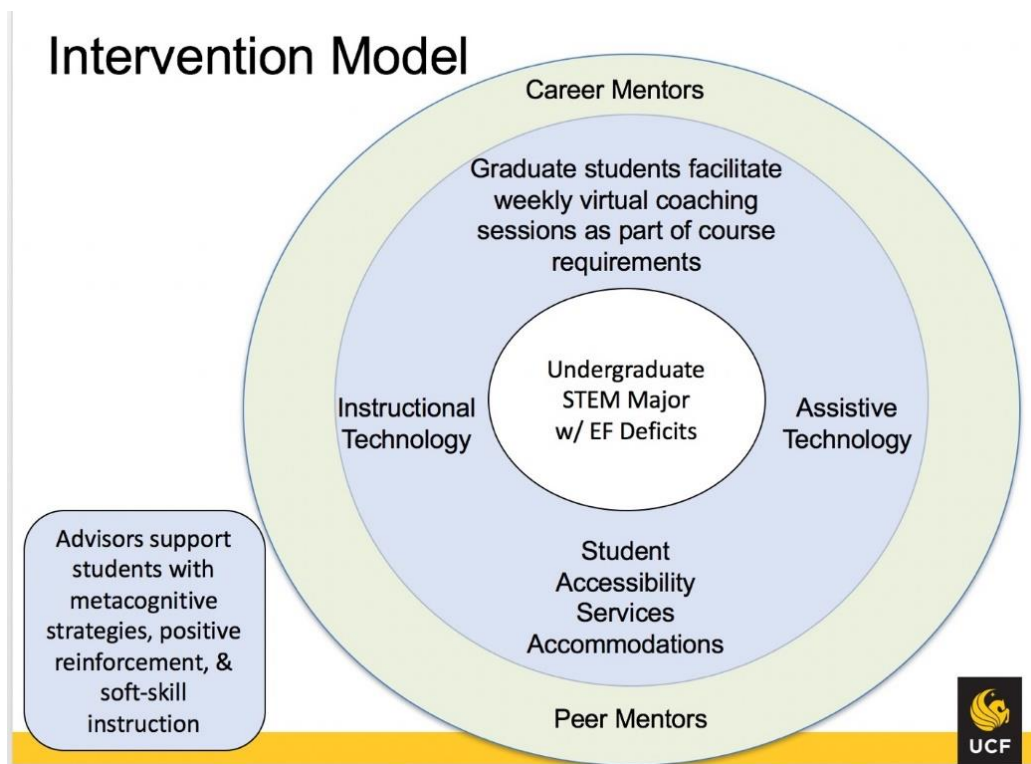 Intervention Model
Career Mentors
Graduate students facilitate
weekly virtual coaching
sessions as part of course
requirements
Undergraduate
STEM Major
w/ EF Deficits
Instructional
Technology
Assistive
Technology
Student
Accessibility
Services
Accommodations
Peer Mentors
Advisors support
students with
metacognitive
strategies, positive
reinforcement, &
soft-skill
instruction
UCF